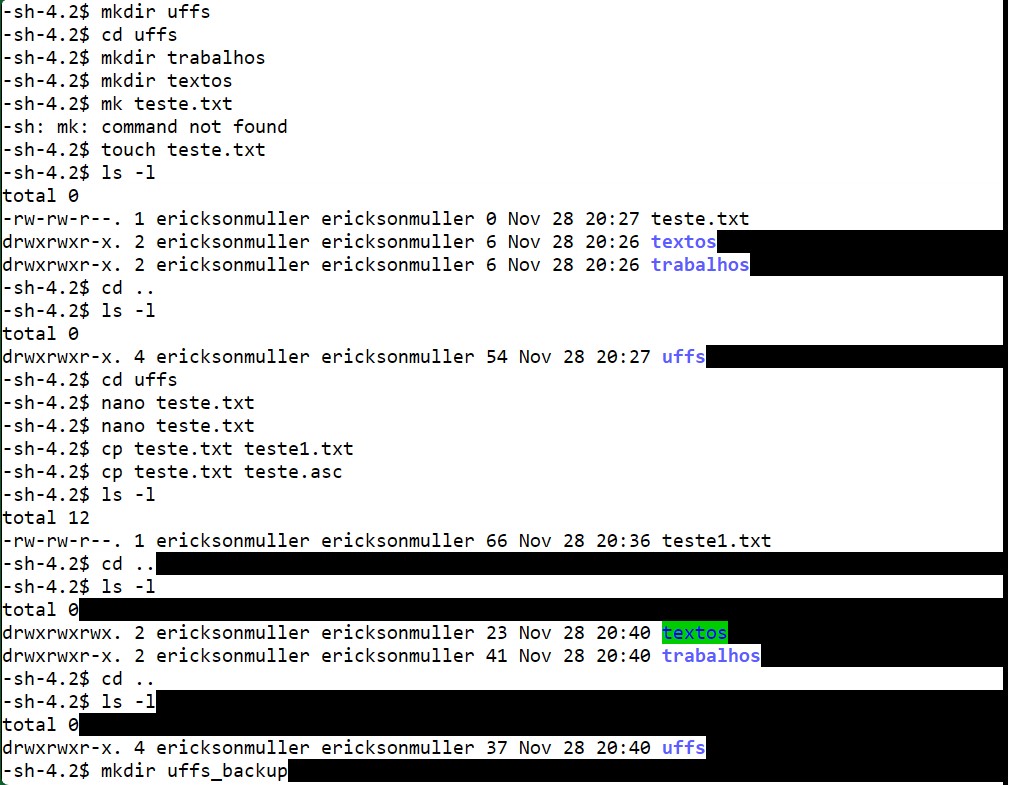 -sh-4.2$ mkdir uffs
-sh-4.2$ cd uffs
-sh-4.2$ mkdir trabalhos
-sh-4.2$ mkdir textos
-sh-4.2$ mk teste.txt
-sh: mk: command not found
-sh-4.2$ touch teste.txt
-sh-4.2$ ls -l
total 0
-rw-rw-r--. 1 ericksonmuller ericksonmuller 0 Nov 28 20:27 teste.txt
drwxrwxr-x. 2 ericksonmuller ericksonmuller 6 Nov 28 20:26 textos
drwxrwxr-x. 2 ericksonmuller ericksonmuller 6 Nov 28 20:26 trabalhos
-sh-4.2$ cd ..
-sh-4.2$ ls -l
total 0
drwxrwxr-x. 4 ericksonmuller ericksonmuller 54 Nov 28 20:27 uffs
-sh-4.2$ cd uffs
-sh-4.2$ nano teste.txt
-sh-4.2$ nano teste.txt
-sh-4.2$ cp teste.txt teste1.txt
-sh-4.2$ cp teste.txt teste.asc
-sh-4.2$ ls -l
total 12
-rw-rw-r--. 1 ericksonmuller ericksonmuller 66 Nov 28 20:36 teste1.txt
-sh-4.2$ cd ..
-sh-4.2$ ls -l
total 0
drwxrwxrwx. 2 ericksonmuller ericksonmuller 23 Nov 28 20:40 textos
drwxrwxr-x. 2 ericksonmuller ericksonmuller 41 Nov 28 20:40 trabalhos
-sh-4.2$ cd ..
-sh-4.2$ ls -l
total 0
drwxrwxr-x. 4 ericksonmuller ericksonmuller 37 Nov 28 20:40 uffs
-sh-4.2$ mkdir uffs_backup